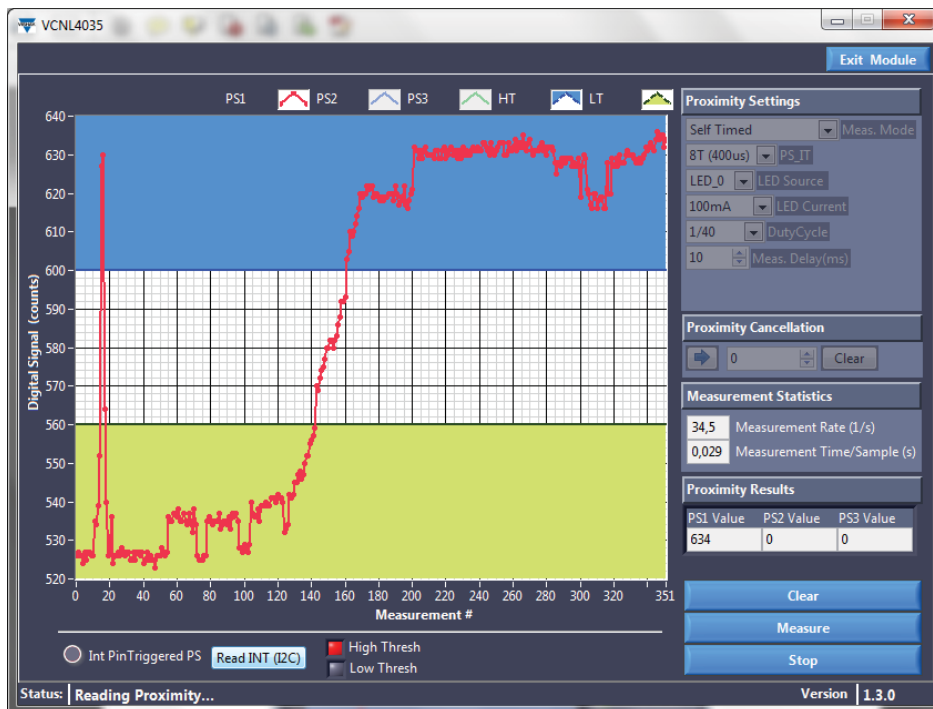 VCNL4035
Exit Module
PS1 PS2 PS3 HT LT
Proximity Settings
Self Timed Meas. Mode
8T (400us) PS_IT
LED_0 LED Source
100mA LED Current
1/40 DutyCycle
10 Meas. Delay(ms)
Proximity Cancellation
0 Clear
Measurement Statistics
34,5 Measurement Rate (1/s)
0,029 Measurement Time/Sample (s)
Proximity Results
PS1 Value PS2 Value PS3 Value
634 0 0
Clear
Measure
Stop
Digital Signal (counts)
640
630
620
610
600
590
580
570
560
550
540
530
520
0 20 40 60 80 100 120 140 160 180 200 220 240 260 280 300 320 351
Measurement #
Int PinTriggered PS Read INT (I2C) High Thresh
Low Thresh
Status: Reading Proximity... Version 1.3.0